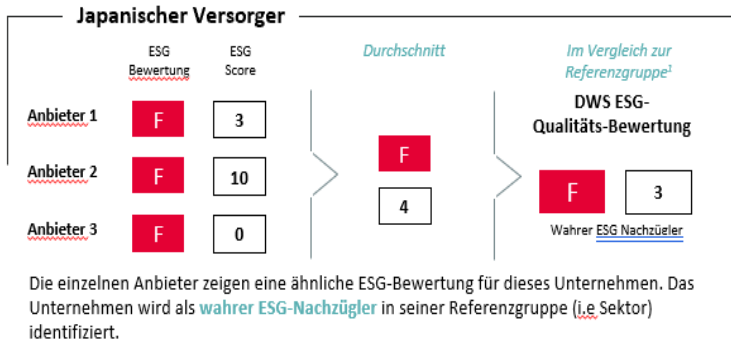 Japanischer Versorger
ESG Bewertung
ESG Score
Durchschnitt
Im Vergleich zur
Referenzgruppe¹
DWS ESG-
Qualitäts-Bewertung
Anbieter 1
F
3
Anbieter 2
F
10
Anbieter 3
F
0
F
4
F
3
Wahrer ESG Nachzüeler
Die einzelnen Anbieter zeigen eine ähnliche ESG-Bewertung für dieses Unternehmen. Das
Unternehmen wird als wahrer ESG-Nachzügler in seiner Referenzgruppe (i.e Sektor)
identifiziert.